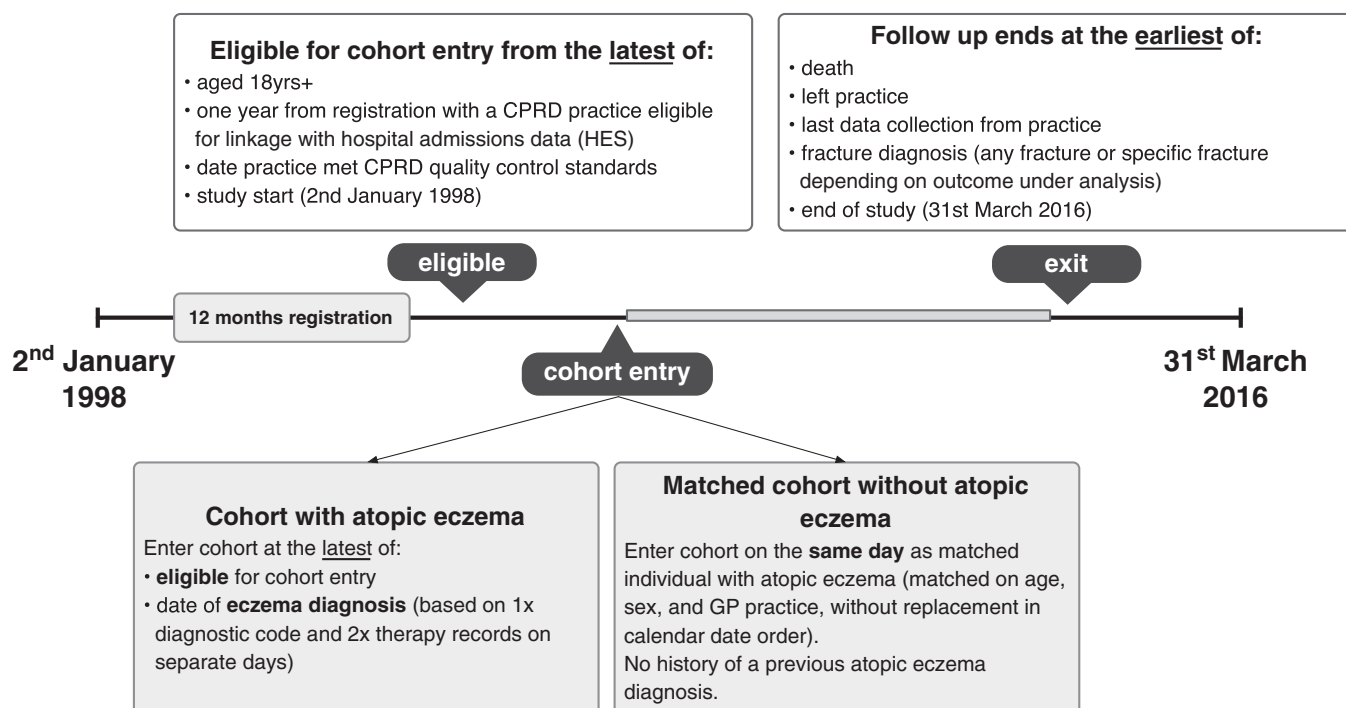 Eligible for cohort entry from the latest of:
• aged 18yrs+
• one year from registration with a CPRD practice eligible
for linkage with hospital admissions data (HES)
• date practice met CPRD quality control standards
• study start (2nd January 1998)
Follow up ends at the earliest of:
• death
• left practice
• last data collection from practice
• fracture diagnosis (any fracture or specific fracture
depending on outcome under analysis)
• end of study (31st March 2016)
eligible
exit
12 months registration
2nd January
1998
cohort entry
31st March
2016
Cohort with atopic eczema
Enter cohort at the latest of:
• eligible for cohort entry
• date of eczema diagnosis (based on 1x
diagnostic code and 2x therapy records on
separate days)
Matched cohort without atopic
eczema
Enter cohort on the same day as matched
individual with atopic eczema (matched on age,
sex, and GP practice, without replacement in
calendar date order).
No history of a previous atopic eczema
diagnosis.